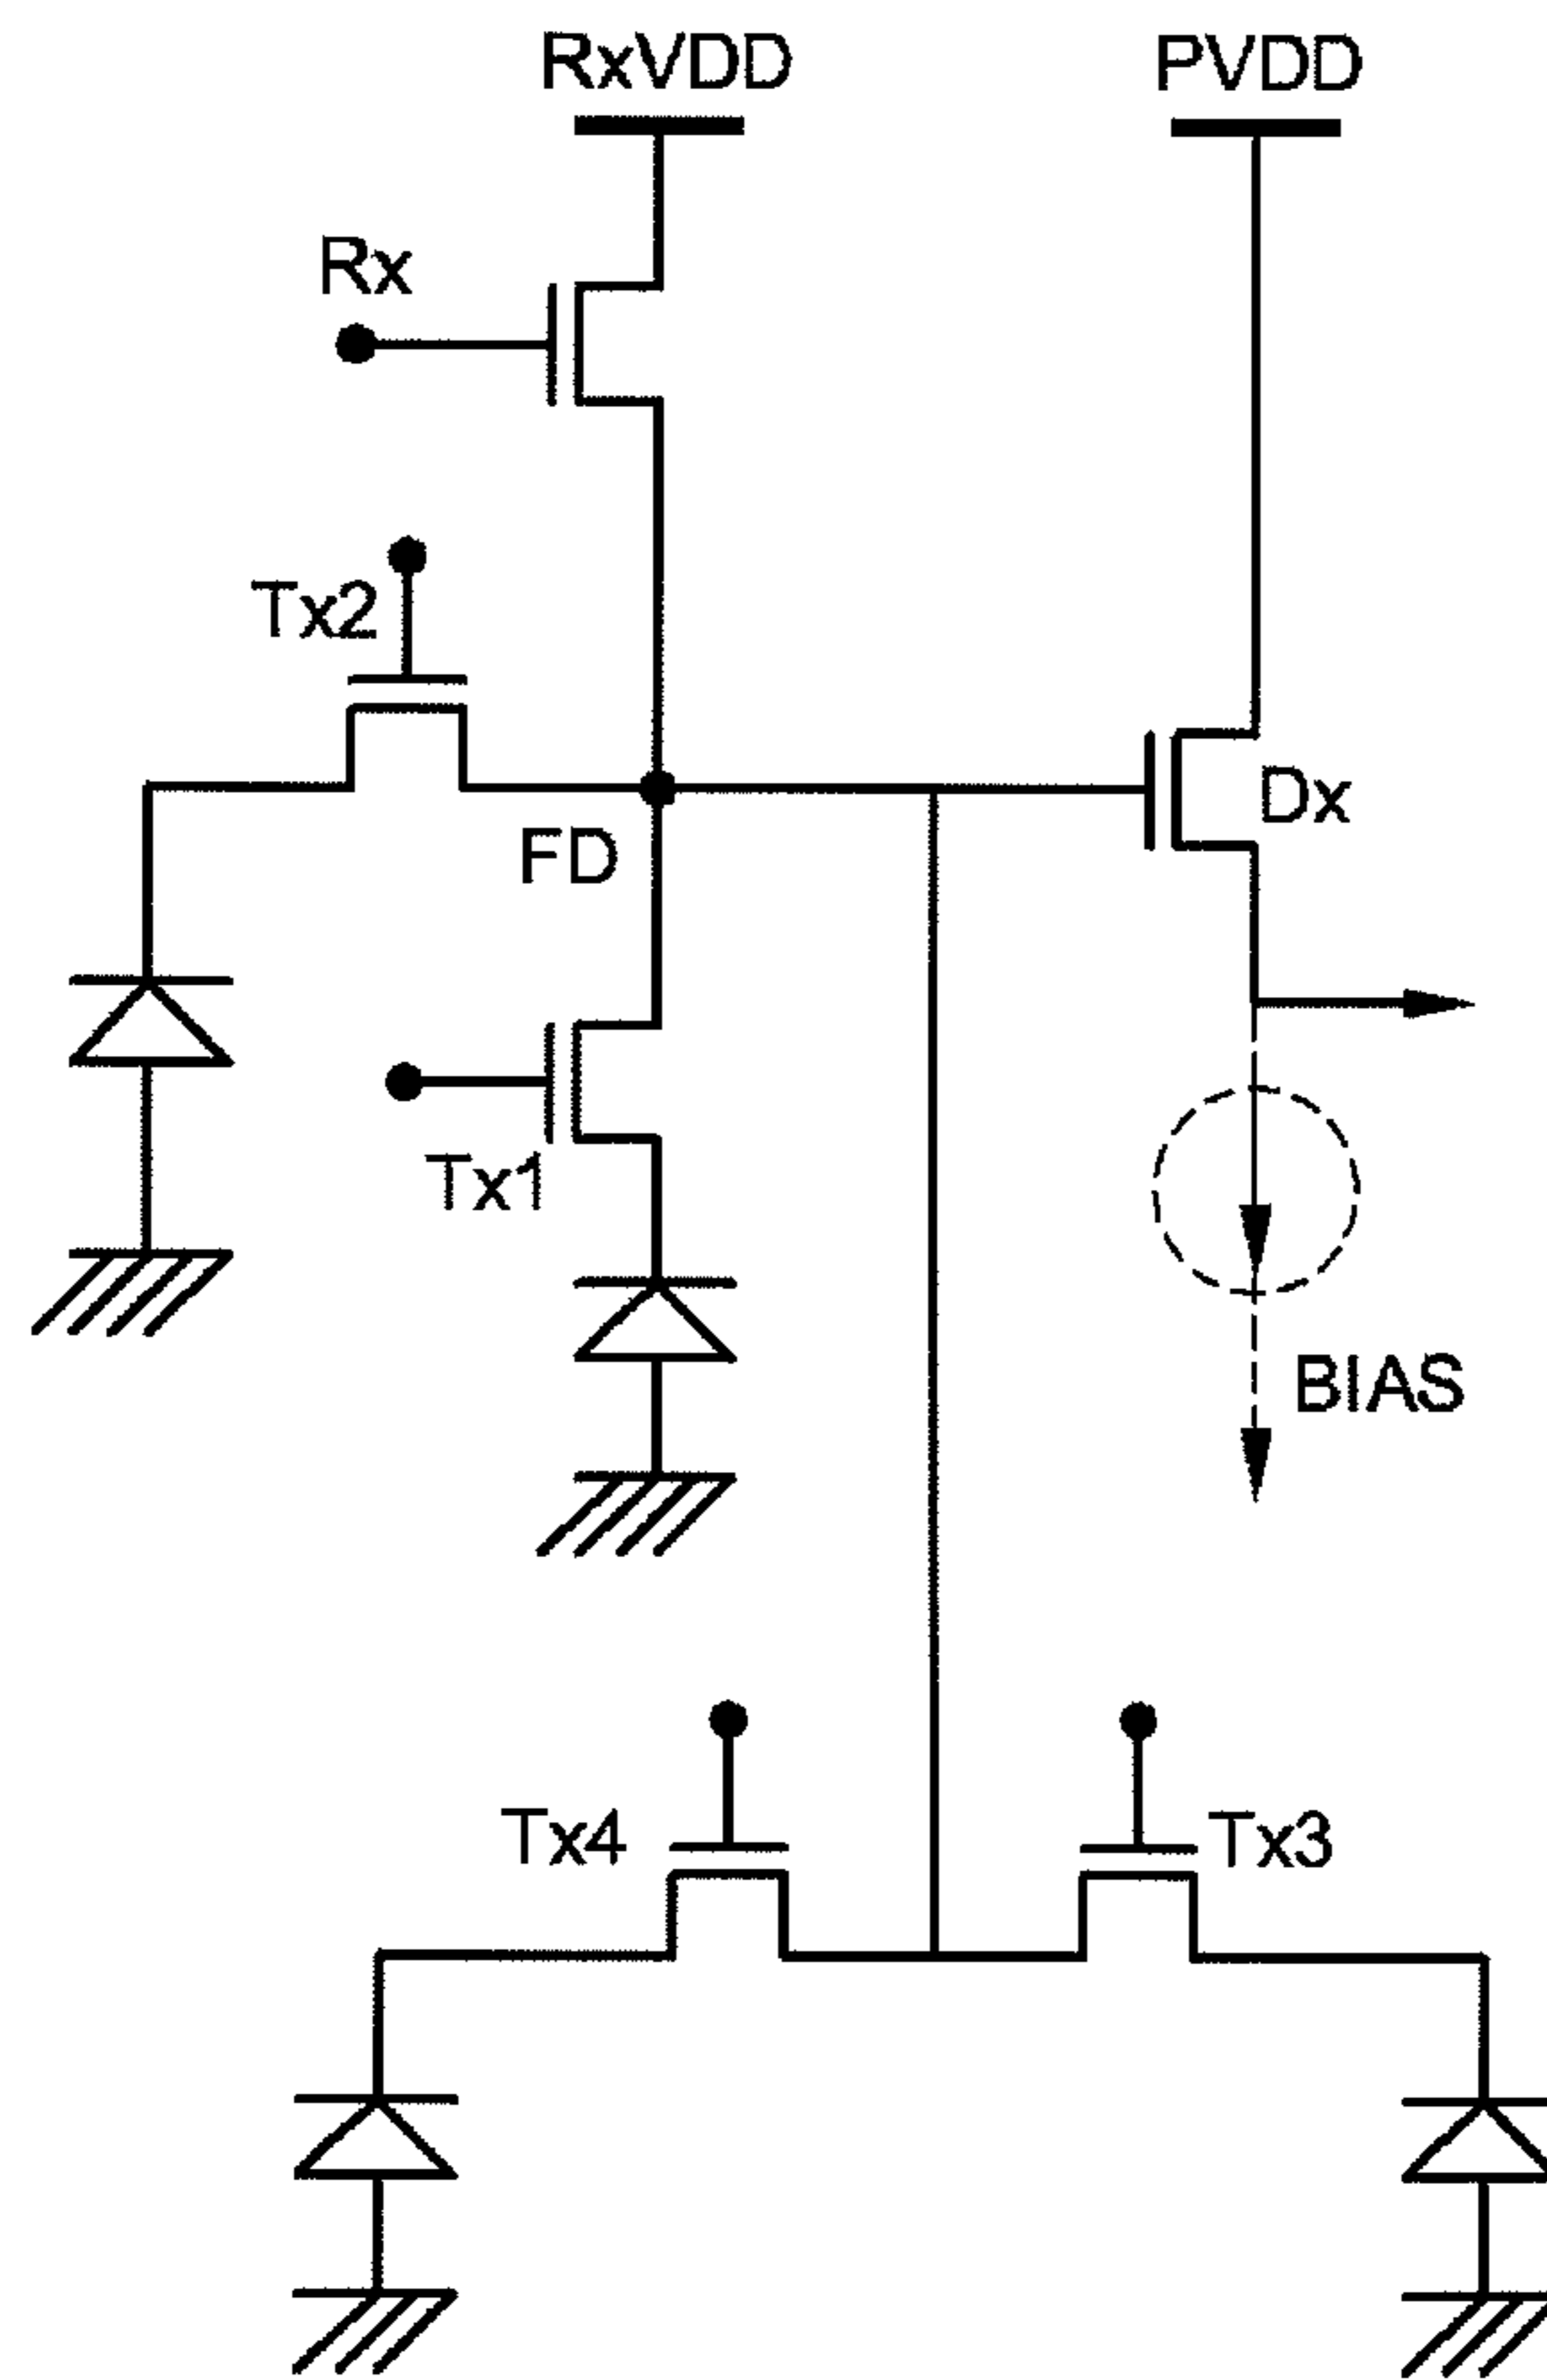 RxVDD
PVDD
Rx
Tx2
Dx
FD
Tx1
BIAS
Tx4
Tx3